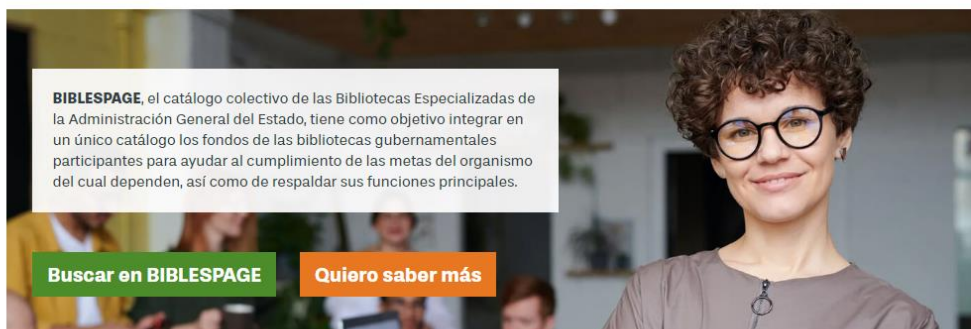 BIBLESPAGE, el catálogo colectivo de las Bibliotecas Especializadas de
la Administración General del Estado, tiene como objetivo integrar en
un único catálogo los fondos de las bibliotecas gubernamentales
participantes para ayudar al cumplimiento de las metas del organismo
del cual dependen, así como de respaldar sus funciones principales.
Buscar en BIBLESPAGE
Quiero saber más